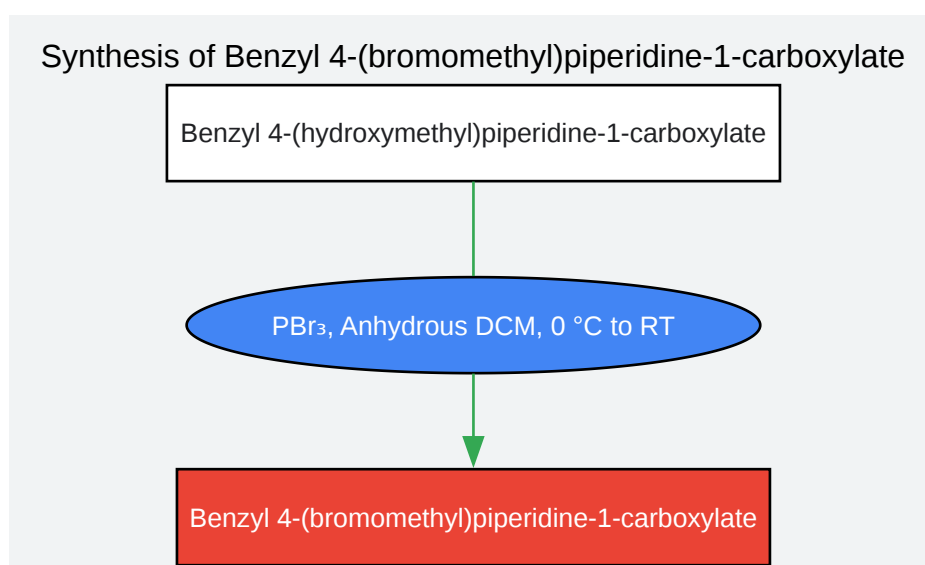 Synthesis of Benzyl 4-(bromomethyl)piperidine-1-carboxylate
Benzyl 4-(hydroxymethyl)piperidine-1-carboxylate
PBr₃, Anhydrous DCM, 0 °C to RT
Benzyl 4-(bromomethyl)piperidine-1-carboxylate